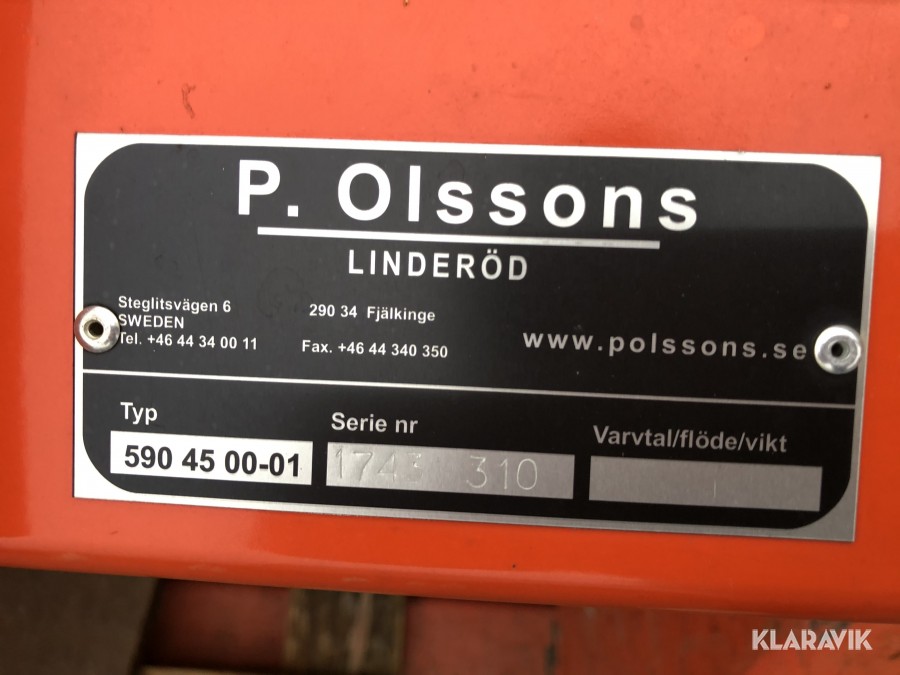 P. Olssons
LINDERÖD
Steglitsvägen 6 290 34 Fjälkinge
SWEDEN
Tel. +46 44 34 00 11 Fax. +46 44 340 350 www.polssons.se
Typ Serie nr Varvtal/flöde/vikt
590 45 00-01 1743 310
KLARAVIK